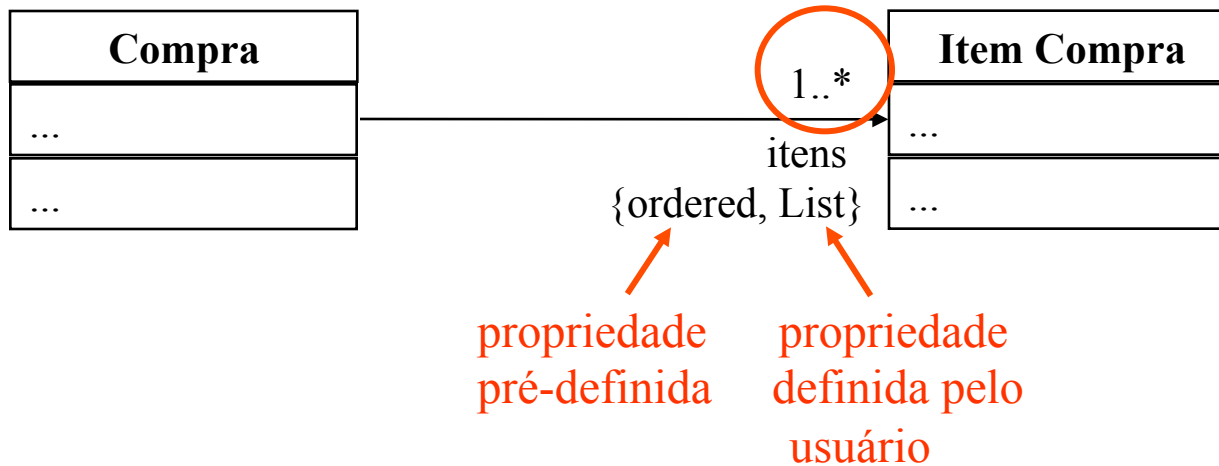 Compra
...
...
1..*
itens
{ordered, List}
Item Compra
...
...
propriedade
pré-definida
propriedade
definida pelo
usuário